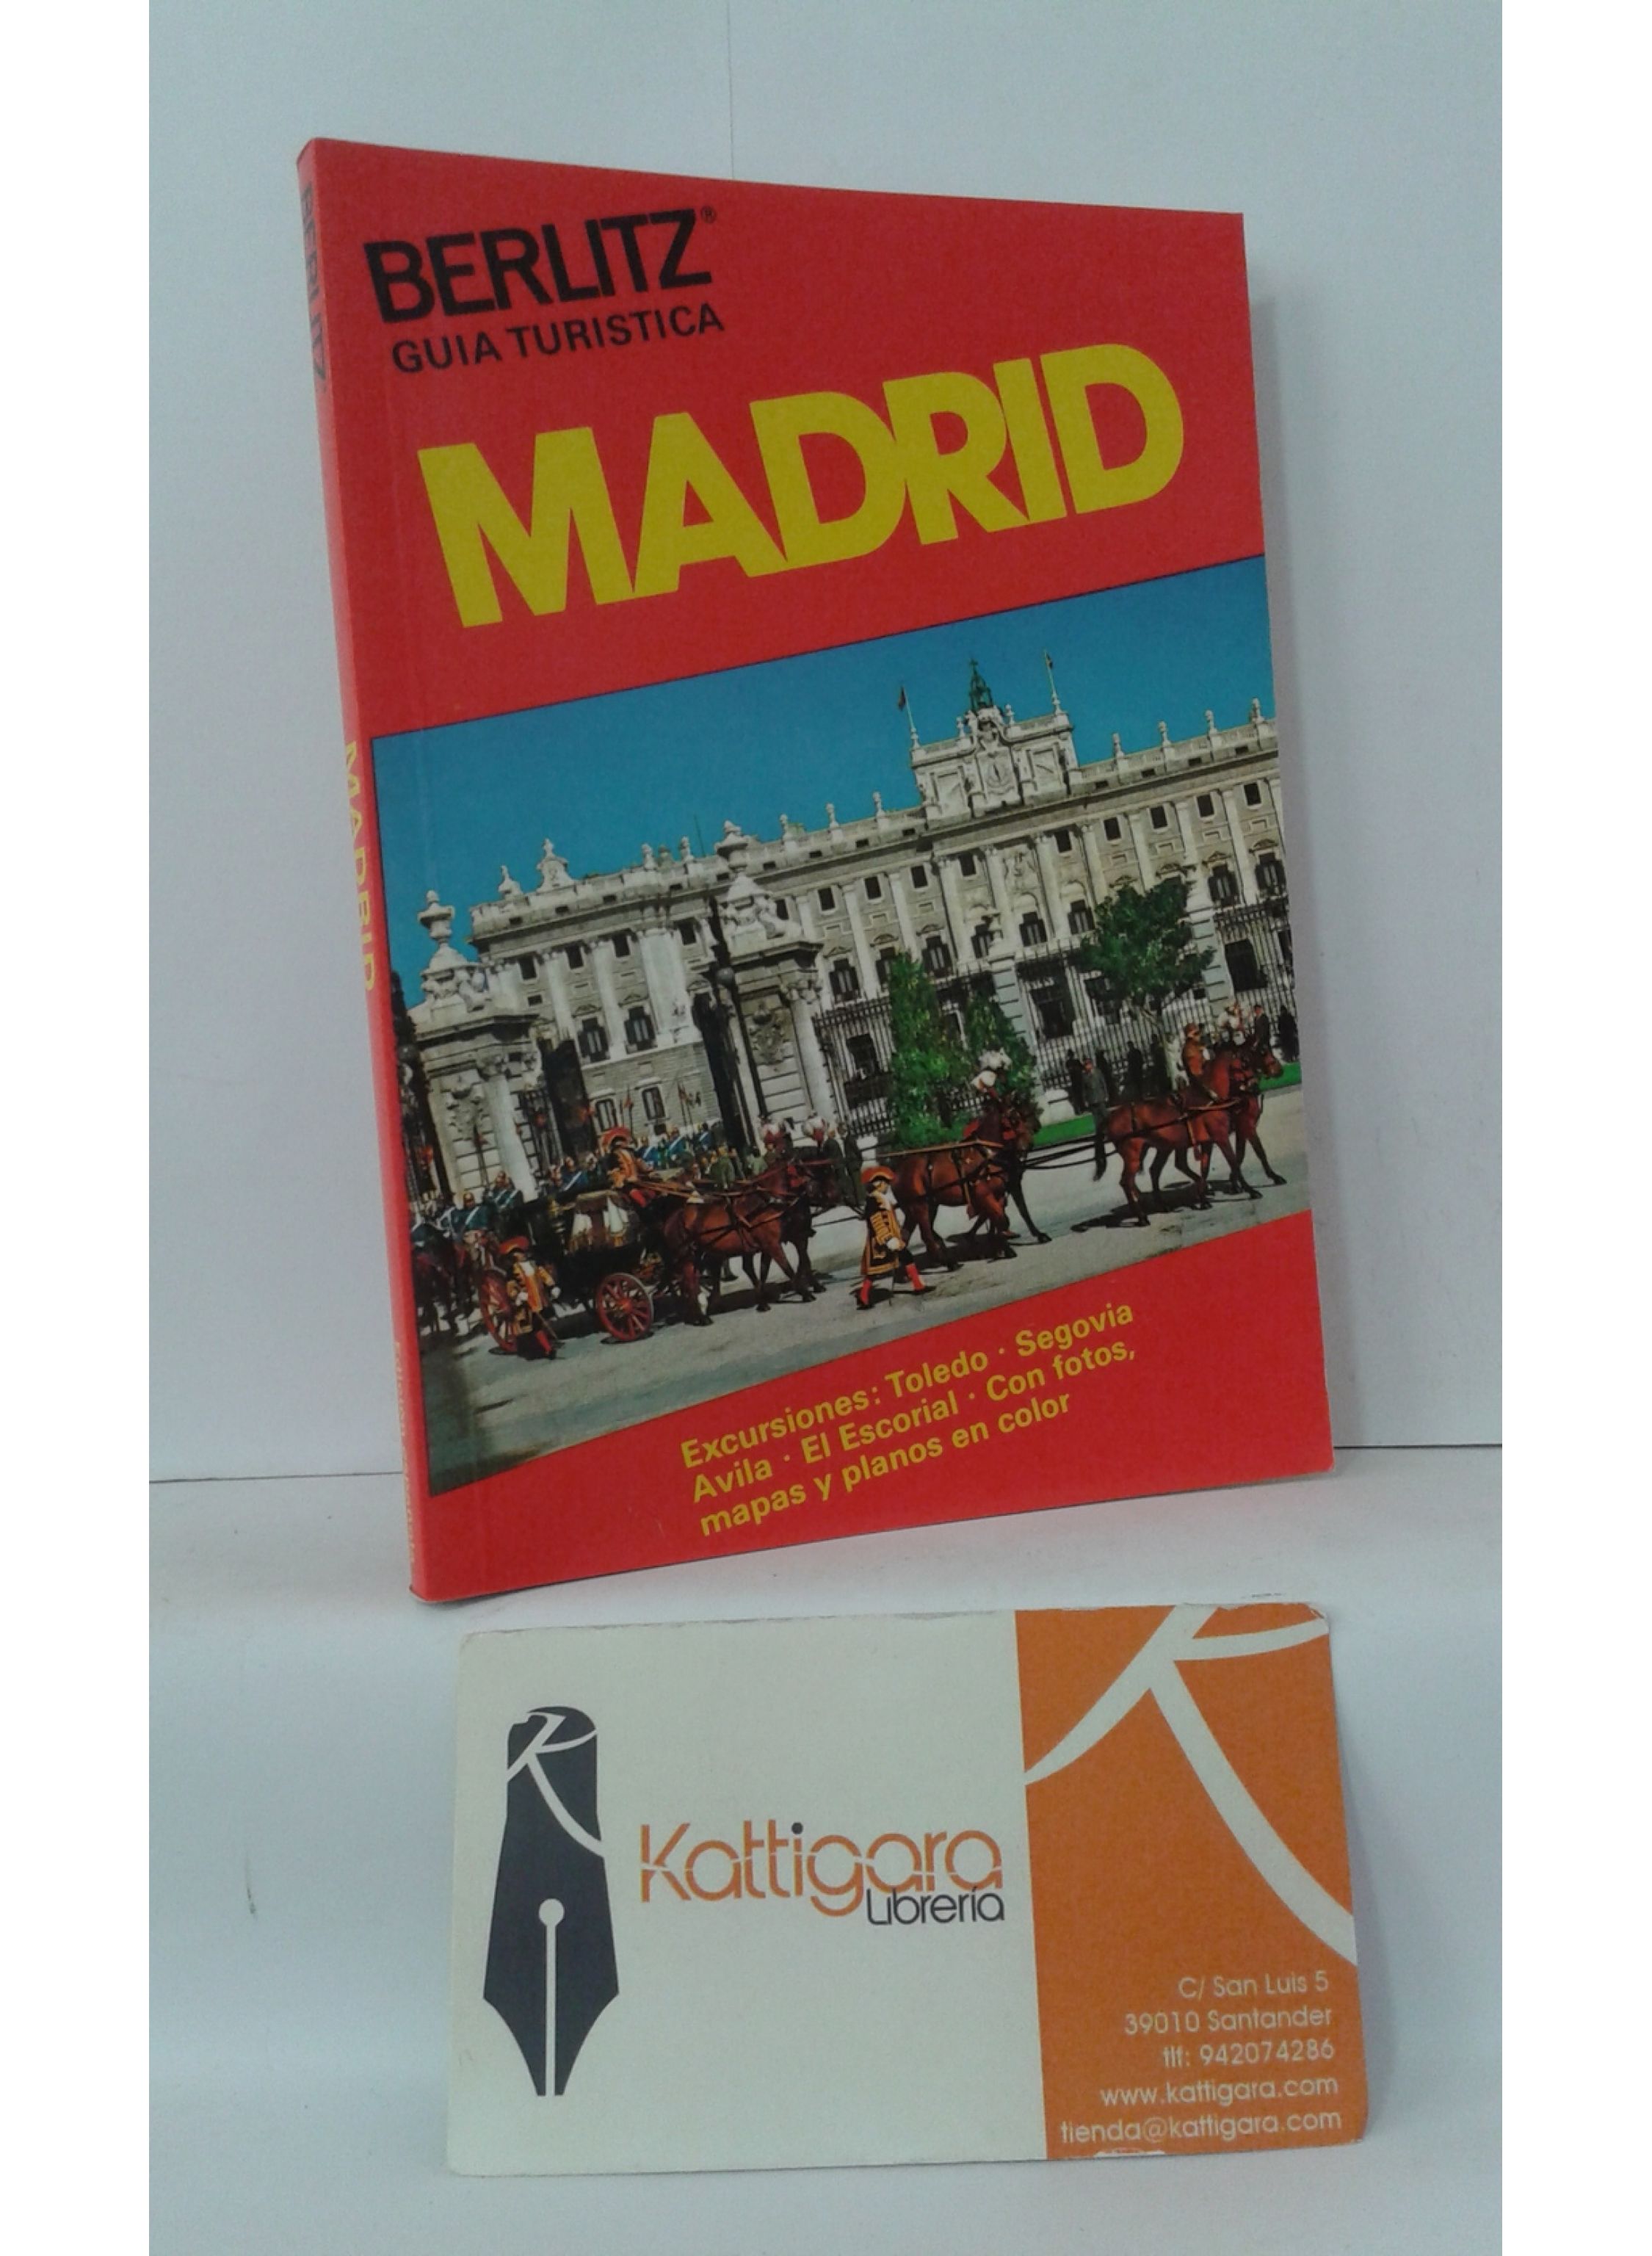 BERLITZ®
GUIA TURISTICA
MADRID
Excursiones: Toledo · Segovia
Avila · El Escorial · Con fotos,
mapas y planos en color
BERLITZ
MADRID
Kattigara
Librería
C/ San Luis 5
39010 Santander
tlf: 942074286
www.kattigara.com
tienda@kattigara.com